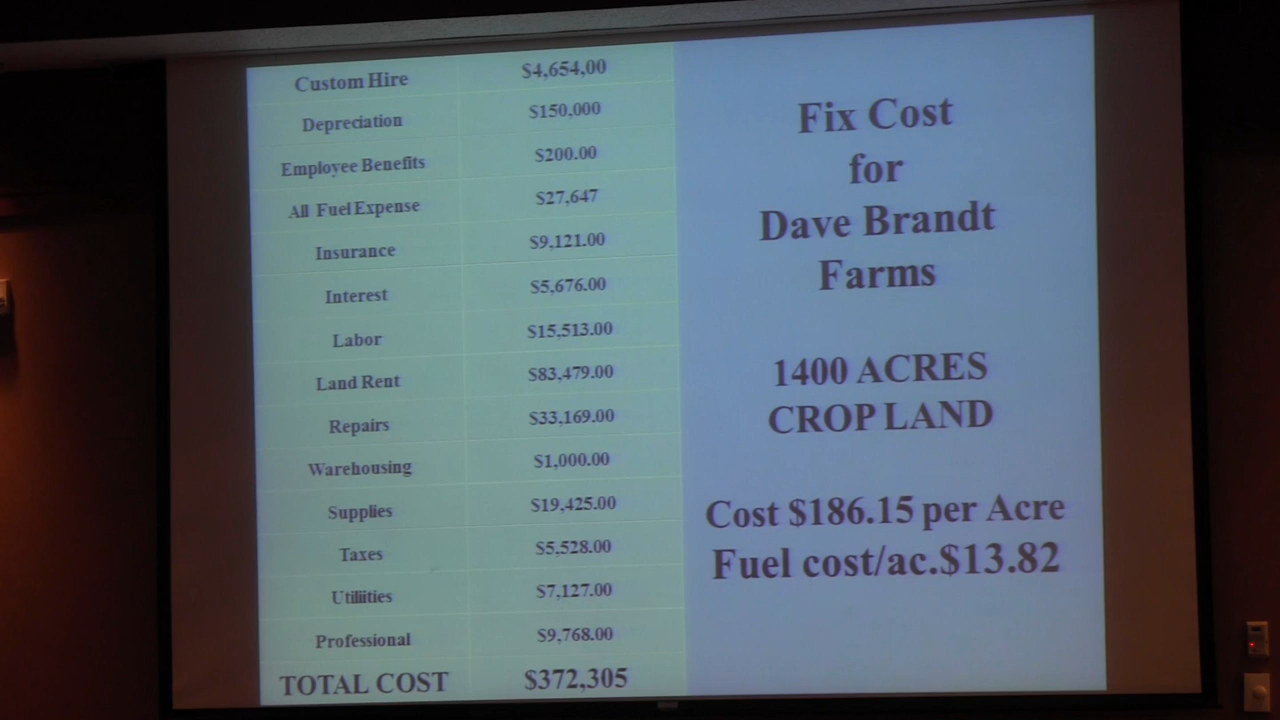 Custom Hire $4,654,00
Depreciation $150,000
Employee Benefits $200.00
All Fuel Expense $27,647
Insurance $9,121.00
Interest $5,676.00
Labor $15,513.00
Land Rent $83,479.00
Repairs $33,169.00
Warehousing $1,000.00
Supplies $19,425.00
Taxes $5,528.00
Utiliities $7,127.00
Professional $9,768.00
TOTAL COST $372,305
Fix Cost
for
Dave Brandt
Farms
1400 ACRES
CROP LAND
Cost $186.15 per Acre
Fuel cost/ac.$13.82